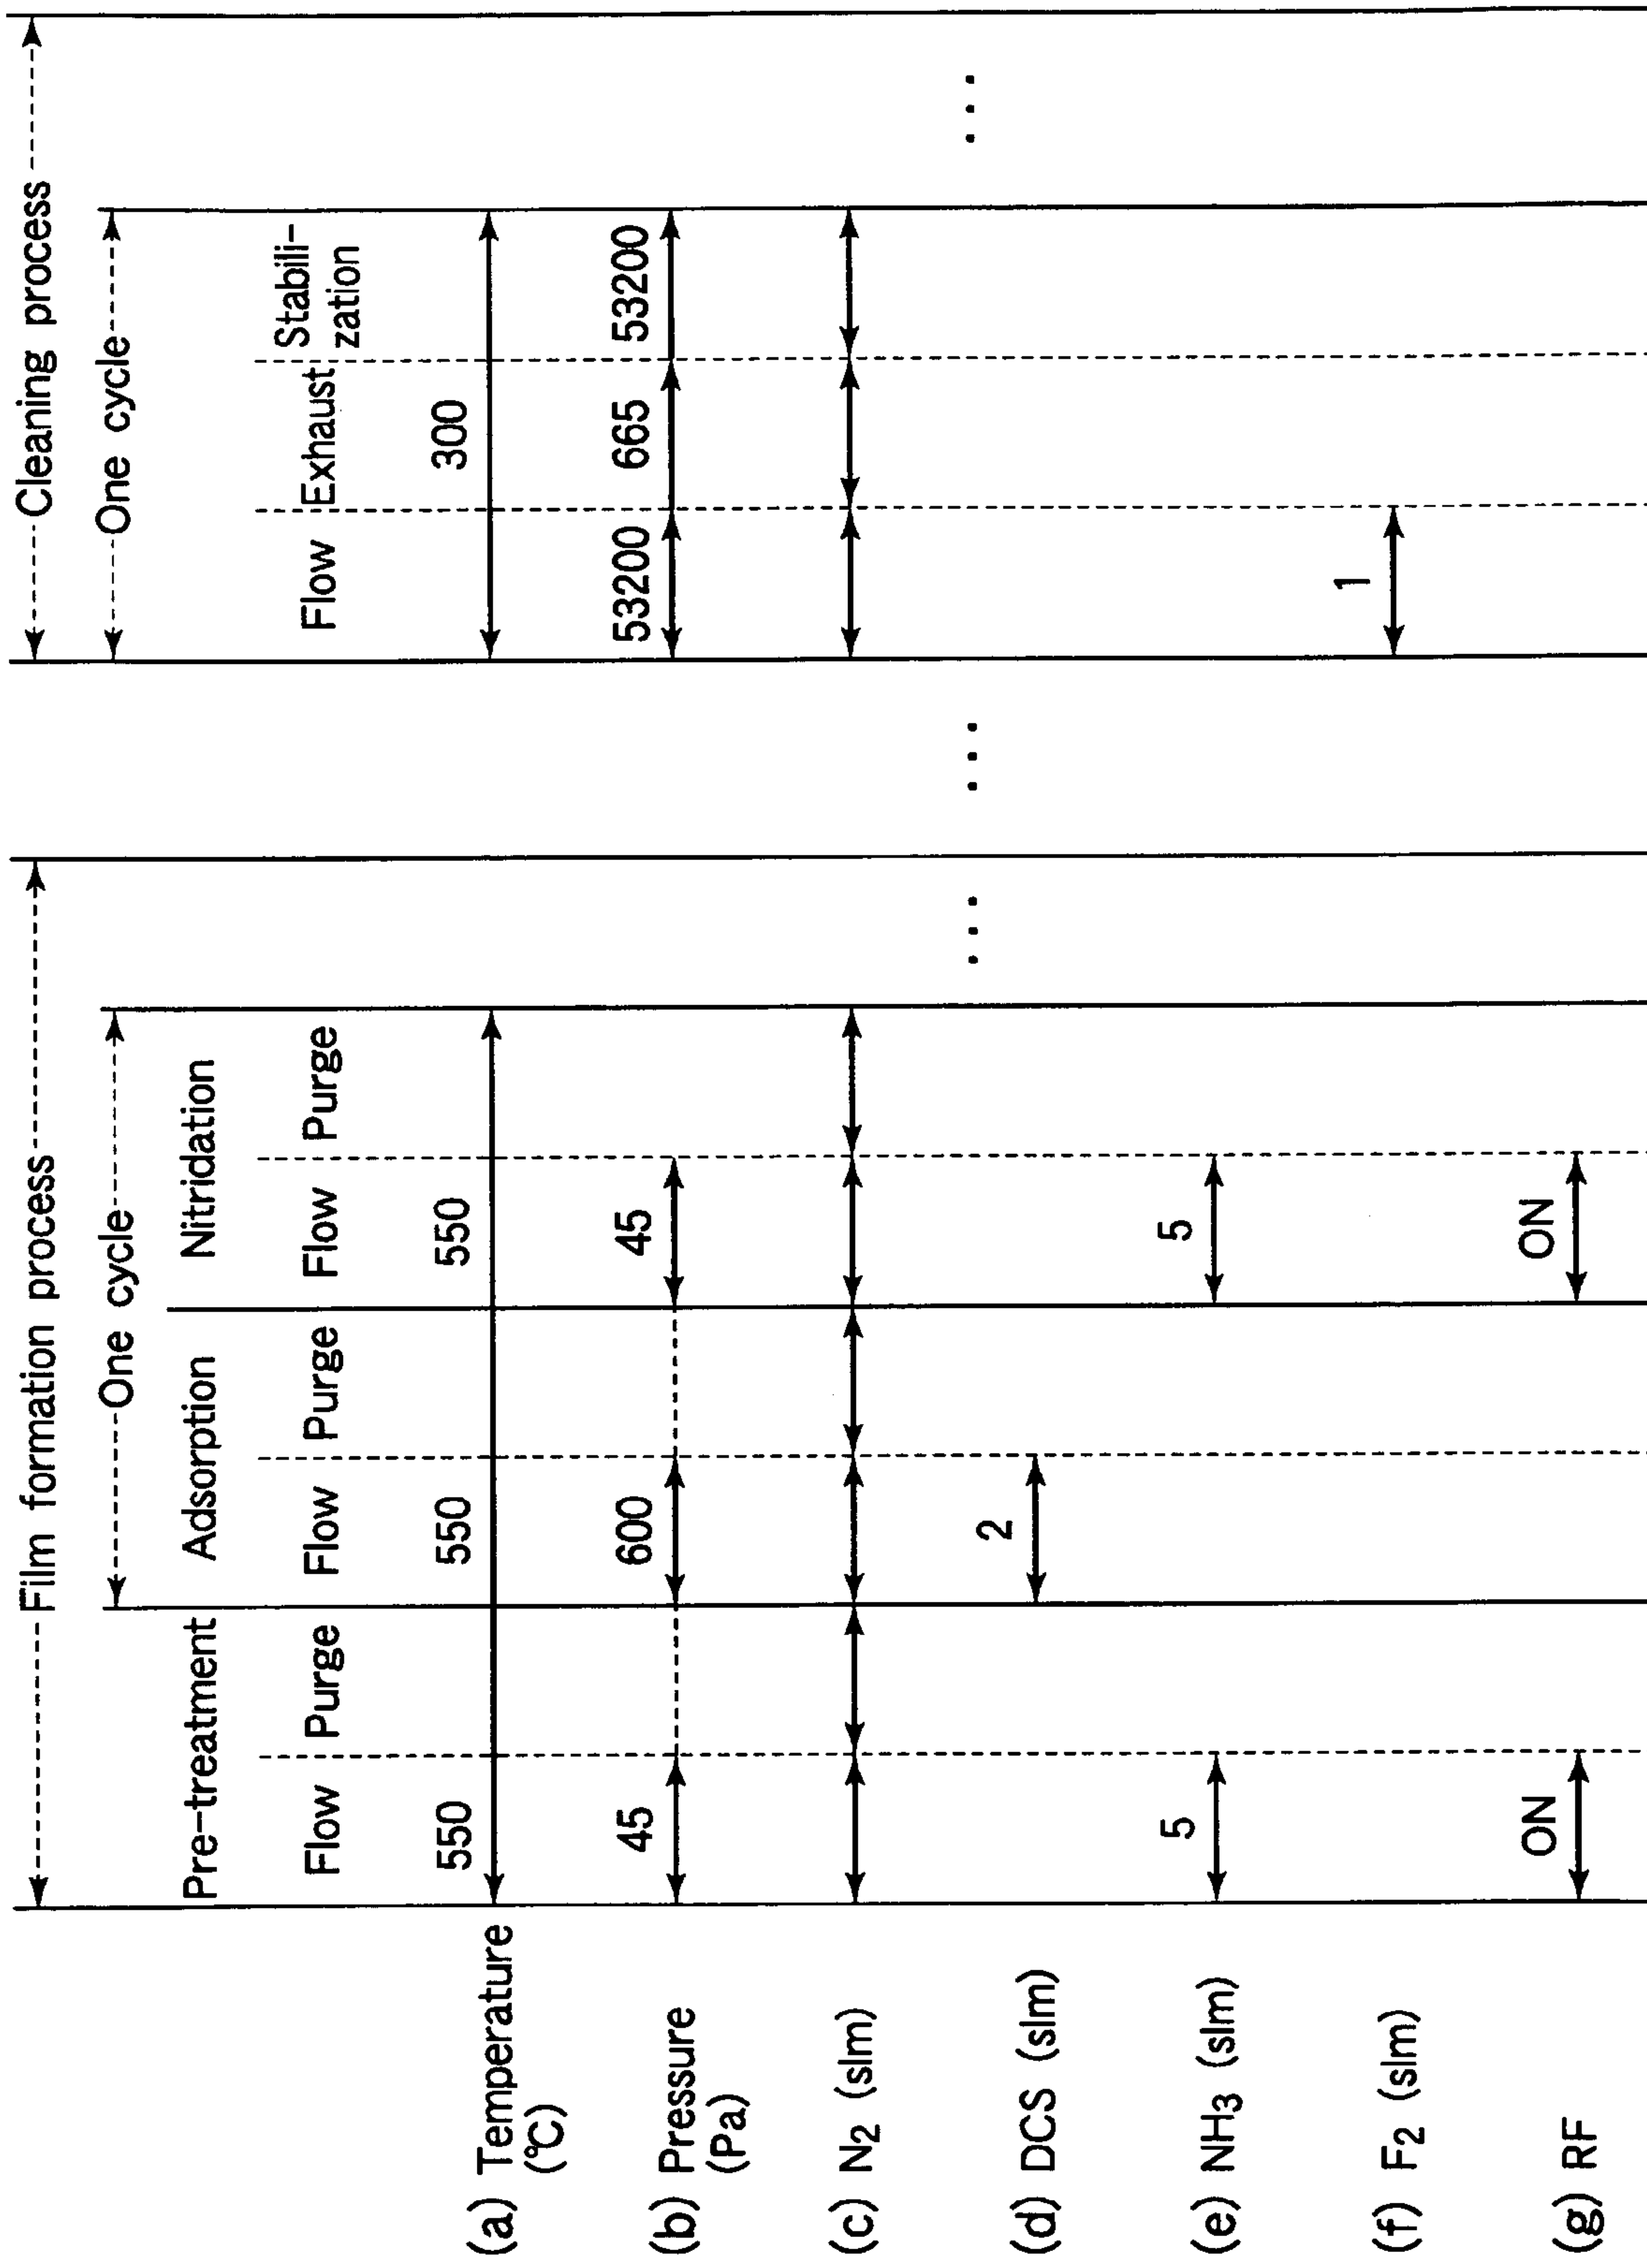 Film formation process
Cleaning process
One cycle
One cycle
Pre-treatment
Adsorption
Nitridation
Flow
Purge
Flow
Purge
Flow
Purge
Flow
Exhaust
Stabili-
zation
(a) Temperature
(℃)
550
550
550
300
(b) Pressure
(Pa)
45
600
45
53200
665
53200
(c) N2 (slm)
...
...
...
(d) DCS (slm)
2
(e) NH3 (slm)
5
5
(f) F2 (slm)
1
(g) RF
ON
ON